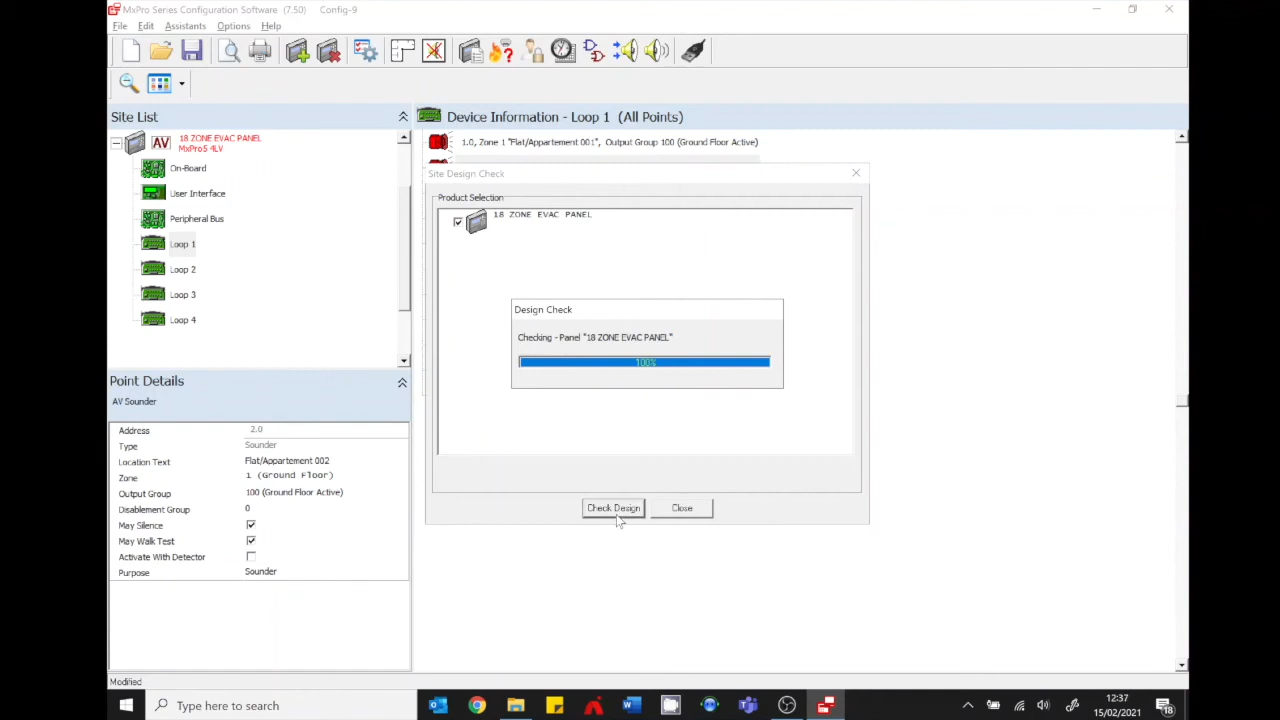 MxPro Series Configuration Software (7.50) Config-9
File Edit Assistants Options Help
Site List
18 ZONE EVAC PANEL
MxPro5 4LV
AV
On-Board
User Interface
Peripheral Bus
Loop 1
Loop 2
Loop 3
Loop 4
Point Details
AV Sounder
Address 2.0
Type Sounder
Location Text Flat/Appartement 002
Zone 1 (Ground Floor)
Output Group 100 (Ground Floor Active)
Disablement Group 0
May Silence
May Walk Test
Activate With Detector
Purpose Sounder
Device Information - Loop 1 (All Points)
1.0, Zone 1 "Flat/Appartement 001", Output Group 100 (Ground Floor Active)
Site Design Check
Product Selection
18 ZONE EVAC PANEL
Design Check
Checking - Panel "18 ZONE EVAC PANEL"
100%
Check Design Close
Modified
Type here to search
12:37
15/02/2021
18